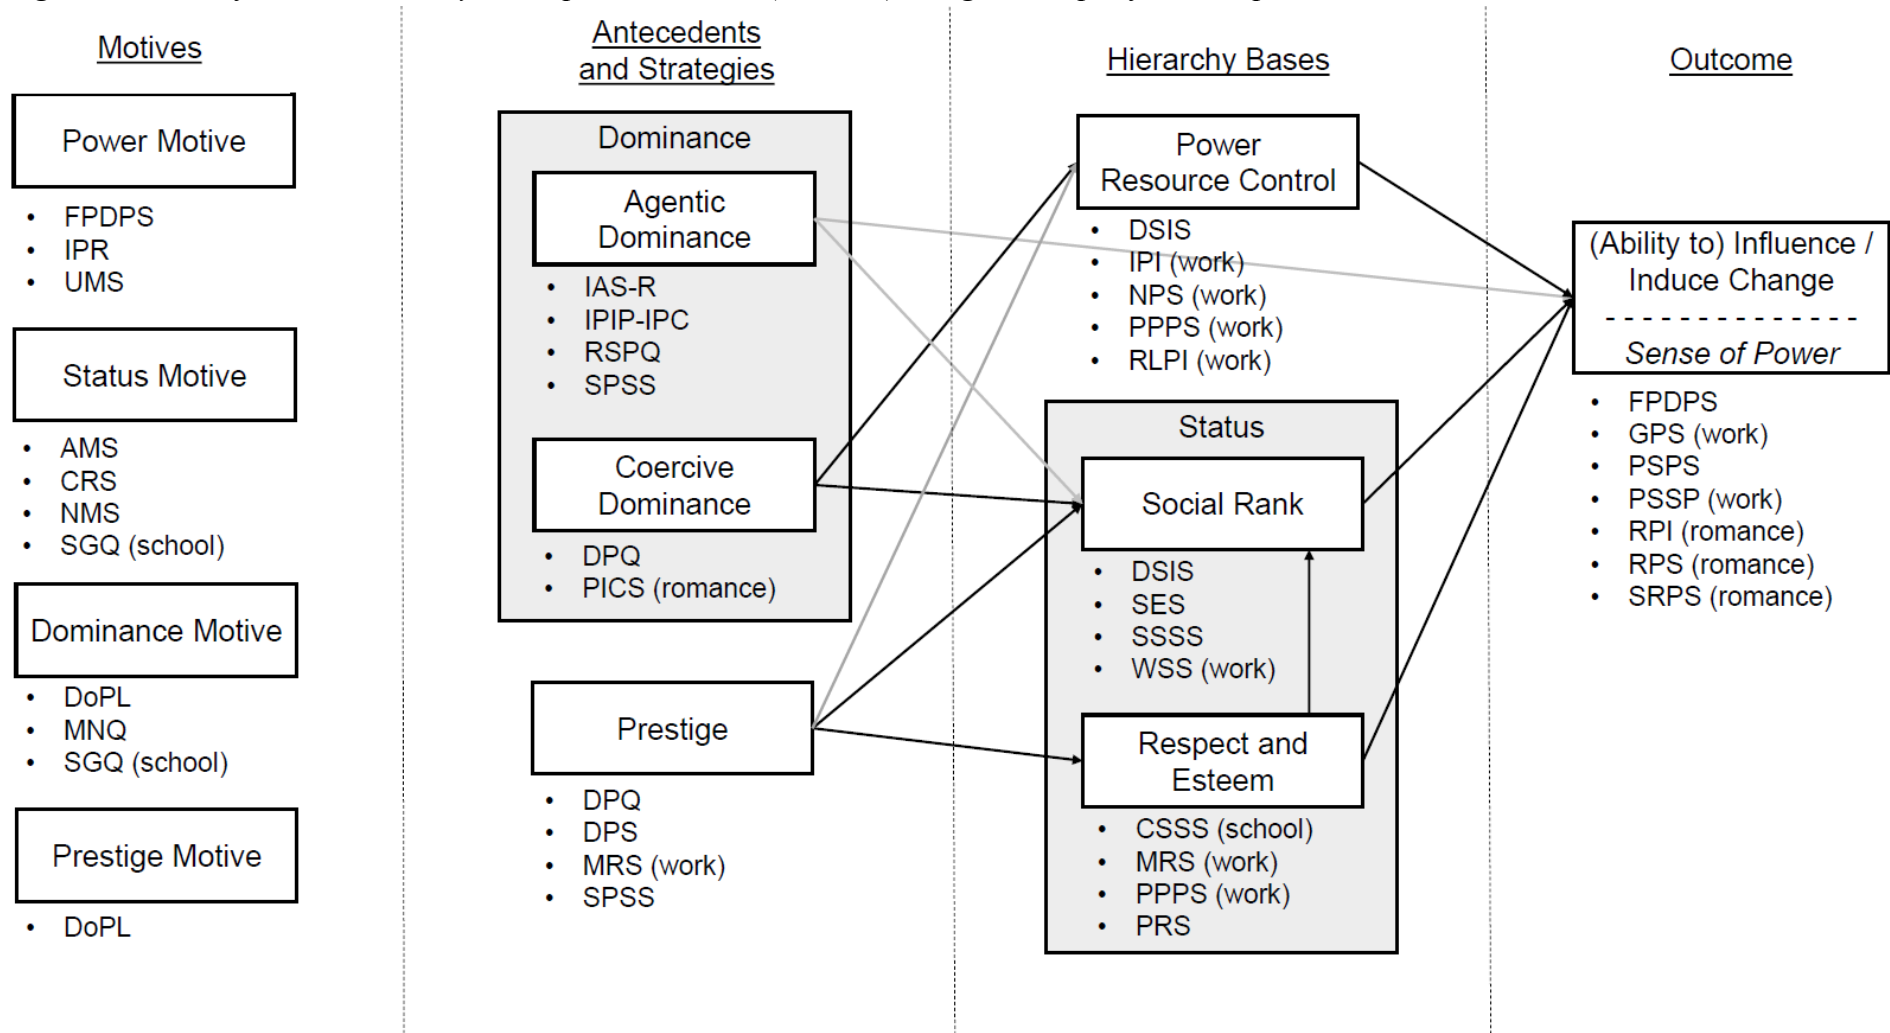 Motives
Power Motive
• FPDPS
• IPR
• UMS
Status Motive
• AMS
• CRS
• NMS
• SGQ (school)
Dominance Motive
• DoPL
• MNQ
• SGQ (school)
Prestige Motive
• DoPL
Antecedents
and Strategies
Dominance
Agentic
Dominance
• IAS-R
• IPIP-IPC
• RSPQ
• SPSS
Coercive
Dominance
• DPQ
• PICS (romance)
Prestige
• DPQ
• DPS
• MRS (work)
• SPSS
Hierarchy Bases
Power
Resource Control
• DSIS
• IPI (work)
• NPS (work)
• PPPS (work)
• RLPI (work)
Status
Social Rank
• DSIS
• SES
• SSSS
• WSS (work)
Respect and
Esteem
• CSSS (school)
• MRS (work)
• PPPS (work)
• PRS
Outcome
(Ability to) Influence /
Induce Change
- - - - - - - - - - - - - -
Sense of Power
• FPDPS
• GPS (work)
• PSPS
• PSSP (work)
• RPI (romance)
• RPS (romance)
• SRPS (romance)